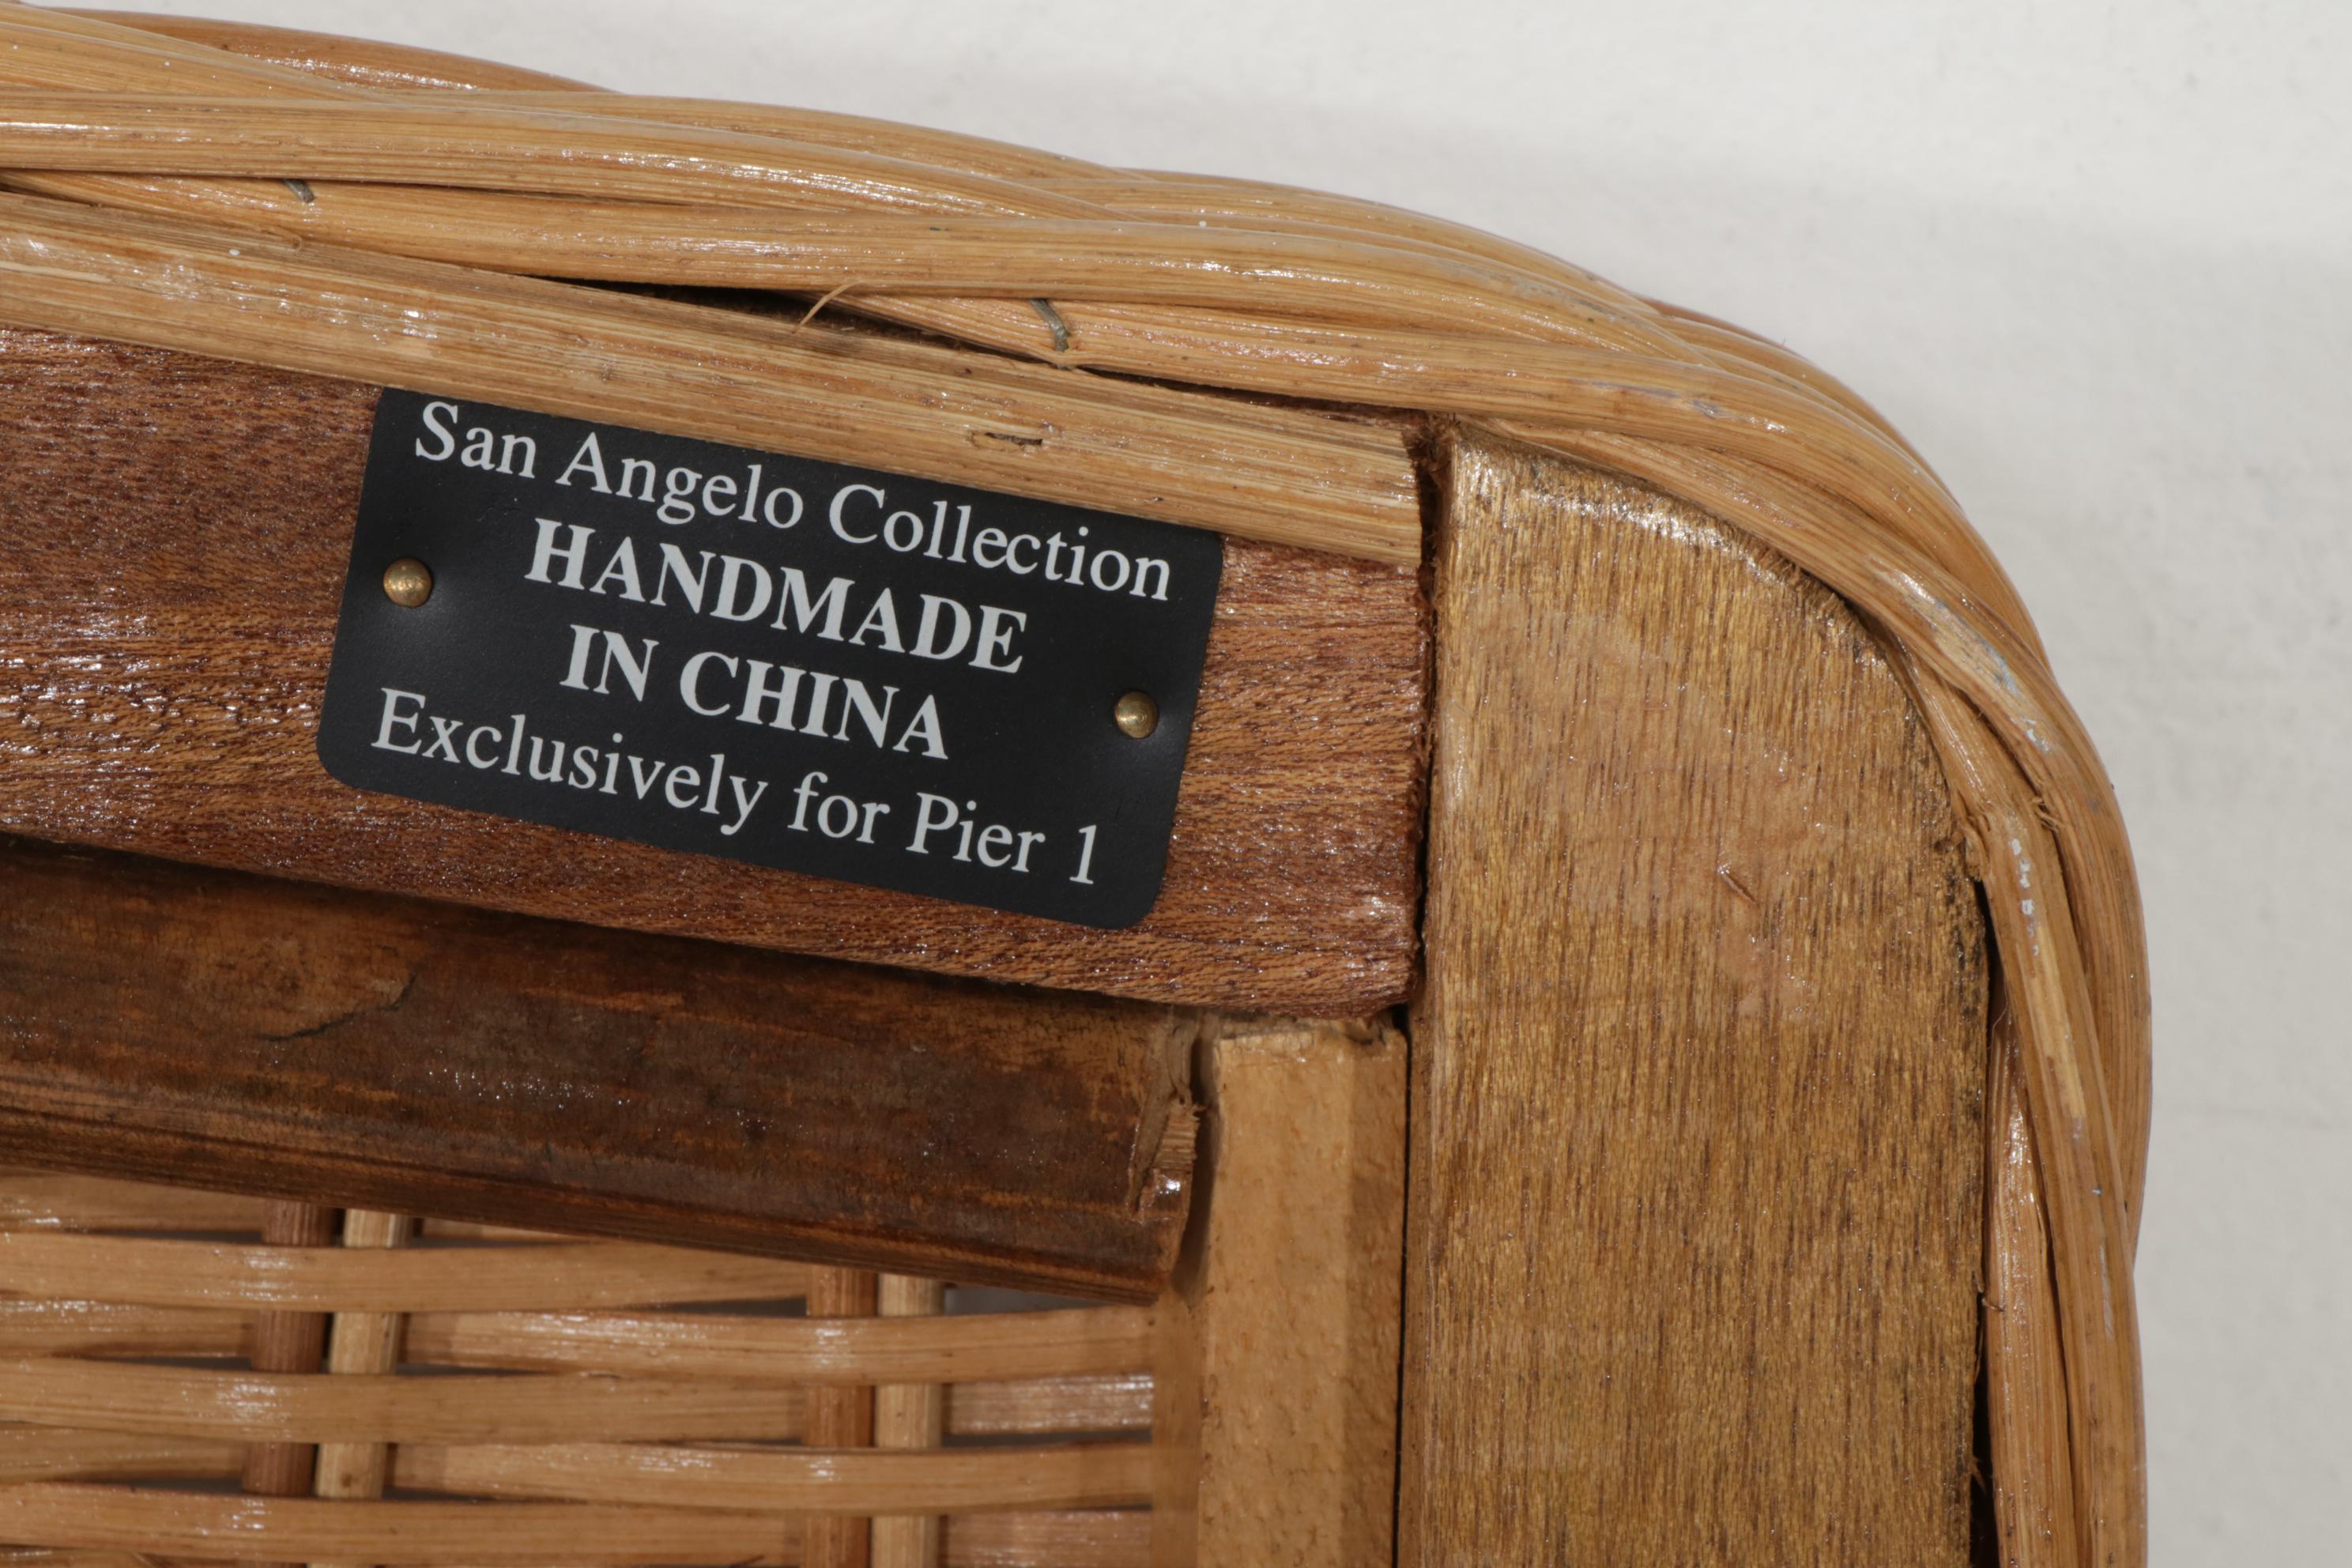 San Angelo Collection
HANDMADE
IN CHINA
Exclusively for Pier 1